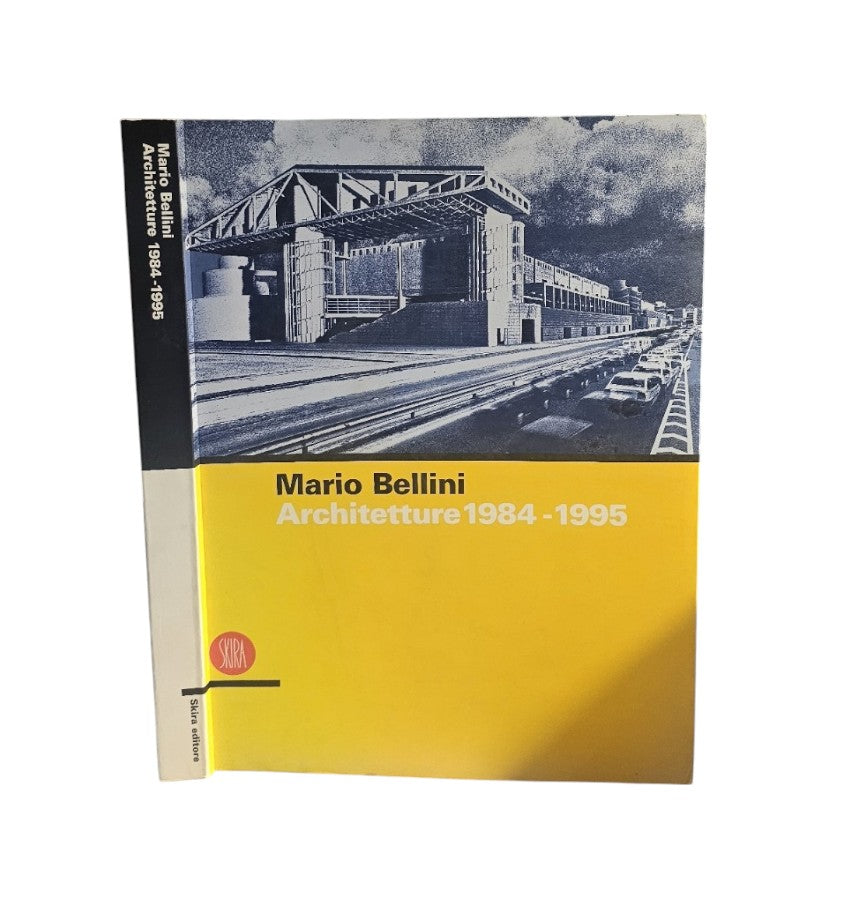 Mario Bellini
Architetture 1984-1995
Mario Bellini
Architetture 1984-1995
SKIRA
Skira editore